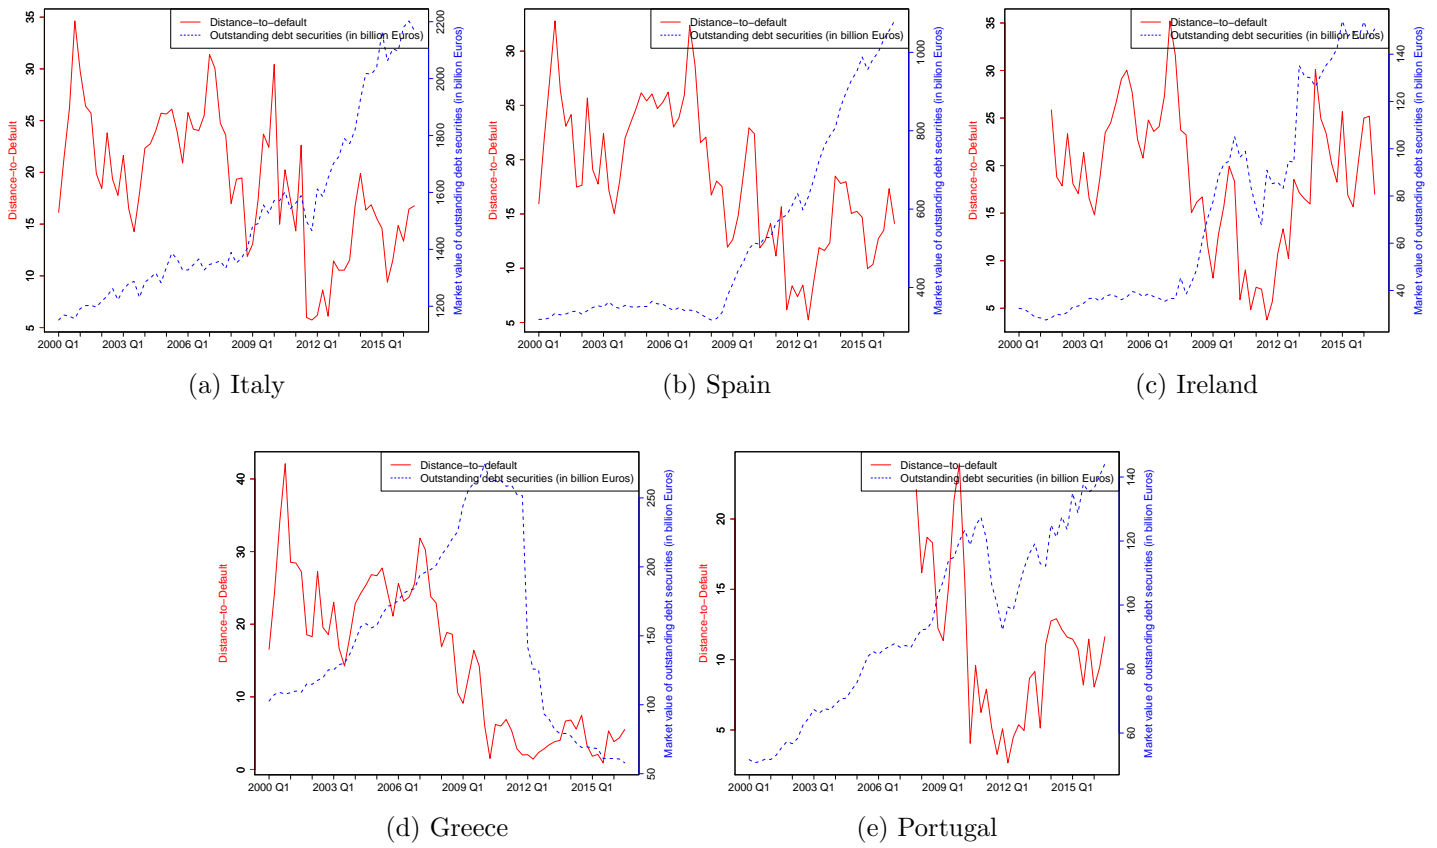 Distance-to-default
Outstanding debt securities (in billion Euros)
Distance-to-Default
5 10 15 20 25 30 35
Market value of outstanding debt securities (in billion Euros)
1200 1400 1600 1800 2000 2200
2000 Q1 2003 Q1 2006 Q1 2009 Q1 2012 Q1 2015 Q1
(a) Italy
Distance-to-default
Outstanding debt securities (in billion Euros)
Distance-to-Default
5 10 15 20 25 30
Market value of outstanding debt securities (in billion Euros)
400 600 800 1000
2000 Q1 2003 Q1 2006 Q1 2009 Q1 2012 Q1 2015 Q1
(b) Spain
Distance-to-default
Outstanding debt securities (in billion Euros)
Distance-to-Default
5 10 15 20 25 30 35
Market value of outstanding debt securities (in billion Euros)
40 60 80 100 120 140
2000 Q1 2003 Q1 2006 Q1 2009 Q1 2012 Q1 2015 Q1
(c) Ireland
Distance-to-default
Outstanding debt securities (in billion Euros)
Distance-to-Default
0 10 20 30 40
Market value of outstanding debt securities (in billion Euros)
50 100 150 200 250
2000 Q1 2003 Q1 2006 Q1 2009 Q1 2012 Q1 2015 Q1
(d) Greece
Distance-to-default
Outstanding debt securities (in billion Euros)
Distance-to-Default
5 10 15 20
Market value of outstanding debt securities (in billion Euros)
60 80 100 120 140
2000 Q1 2003 Q1 2006 Q1 2009 Q1 2012 Q1 2015 Q1
(e) Portugal